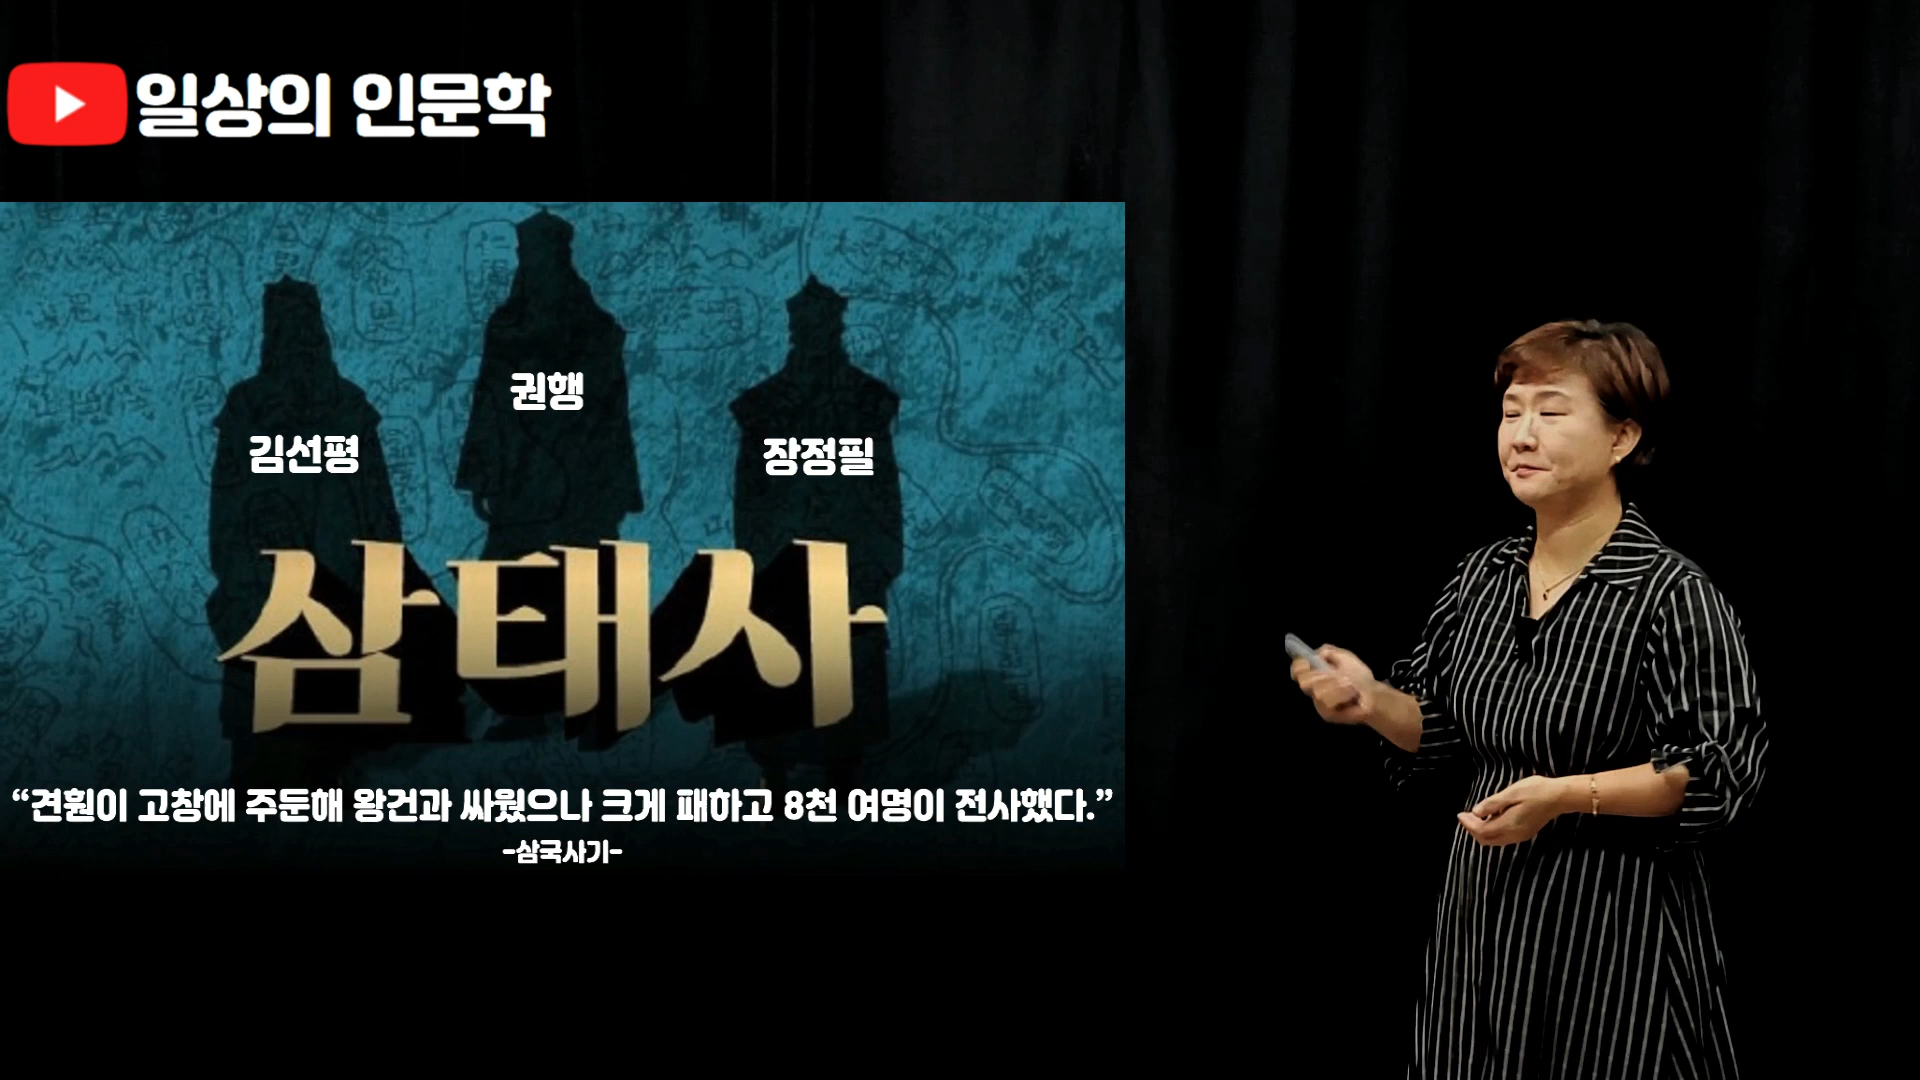 일상의 인문학
권행
김선평
장정필
삼태사
“견훤이 고창에 주둔해 왕건과 싸웠으나 크게 패하고 8천 여명이 전사했다.”
-삼국사기-